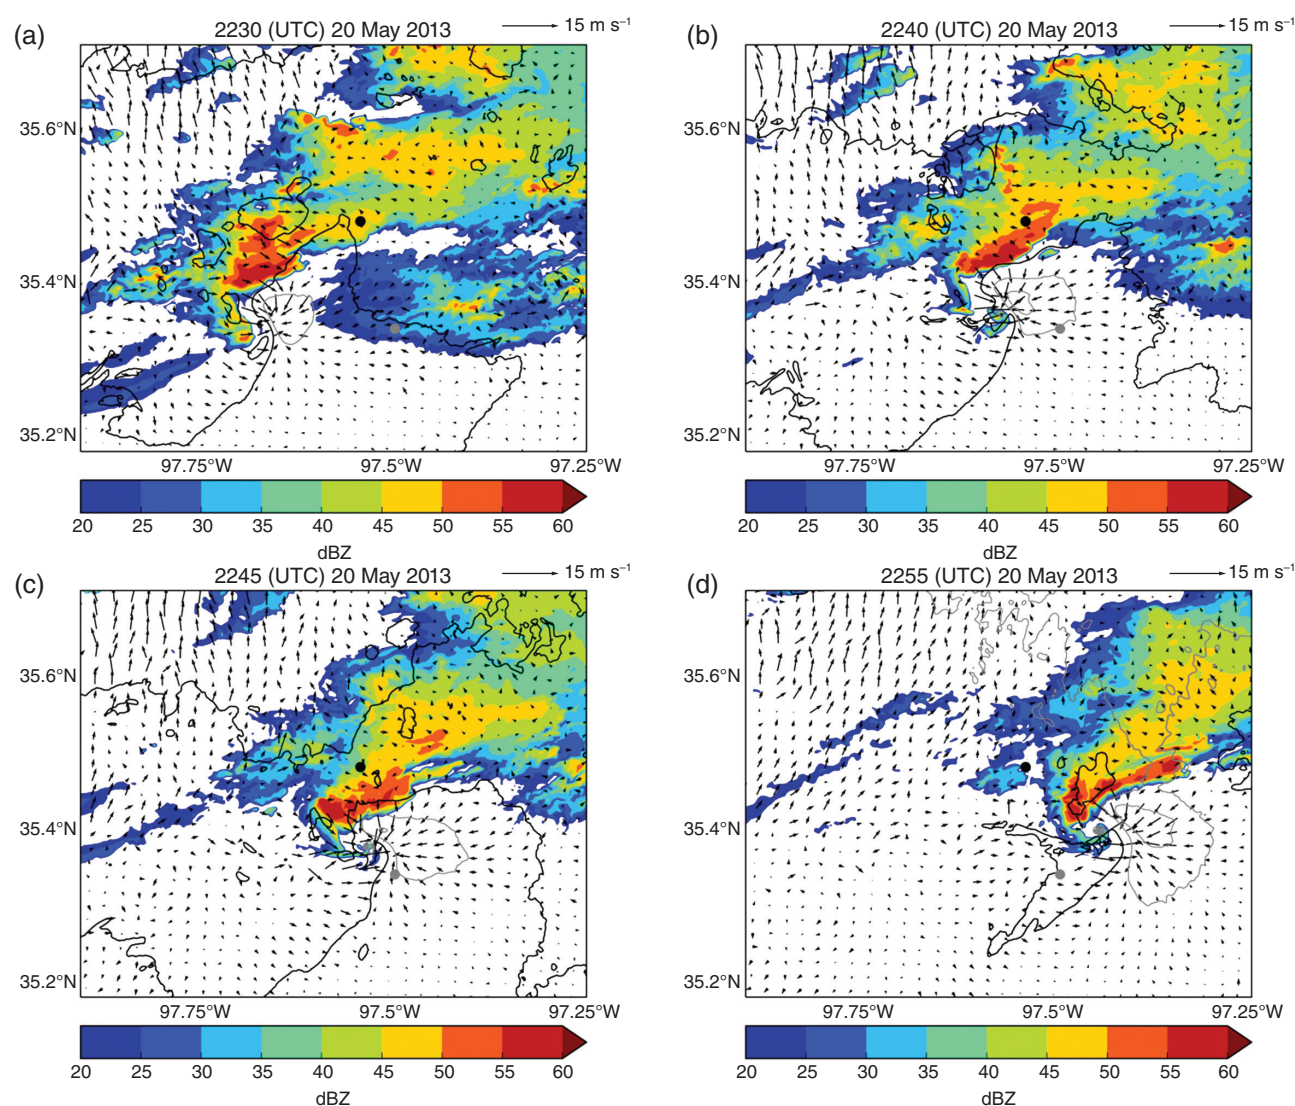 (a)
2230 (UTC) 20 May 2013
15 m s⁻¹
35.6°N
35.4°N
35.2°N
97.75°W
97.5°W
97.25°W
20 25 30 35 40 45 50 55 60
dBZ
(b)
2240 (UTC) 20 May 2013
15 m s⁻¹
35.6°N
35.4°N
35.2°N
97.75°W
97.5°W
97.25°W
20 25 30 35 40 45 50 55 60
dBZ
(c)
2245 (UTC) 20 May 2013
15 m s⁻¹
35.6°N
35.4°N
35.2°N
97.75°W
97.5°W
97.25°W
20 25 30 35 40 45 50 55 60
dBZ
(d)
2255 (UTC) 20 May 2013
15 m s⁻¹
35.6°N
35.4°N
35.2°N
97.75°W
97.5°W
97.25°W
20 25 30 35 40 45 50 55 60
dBZ